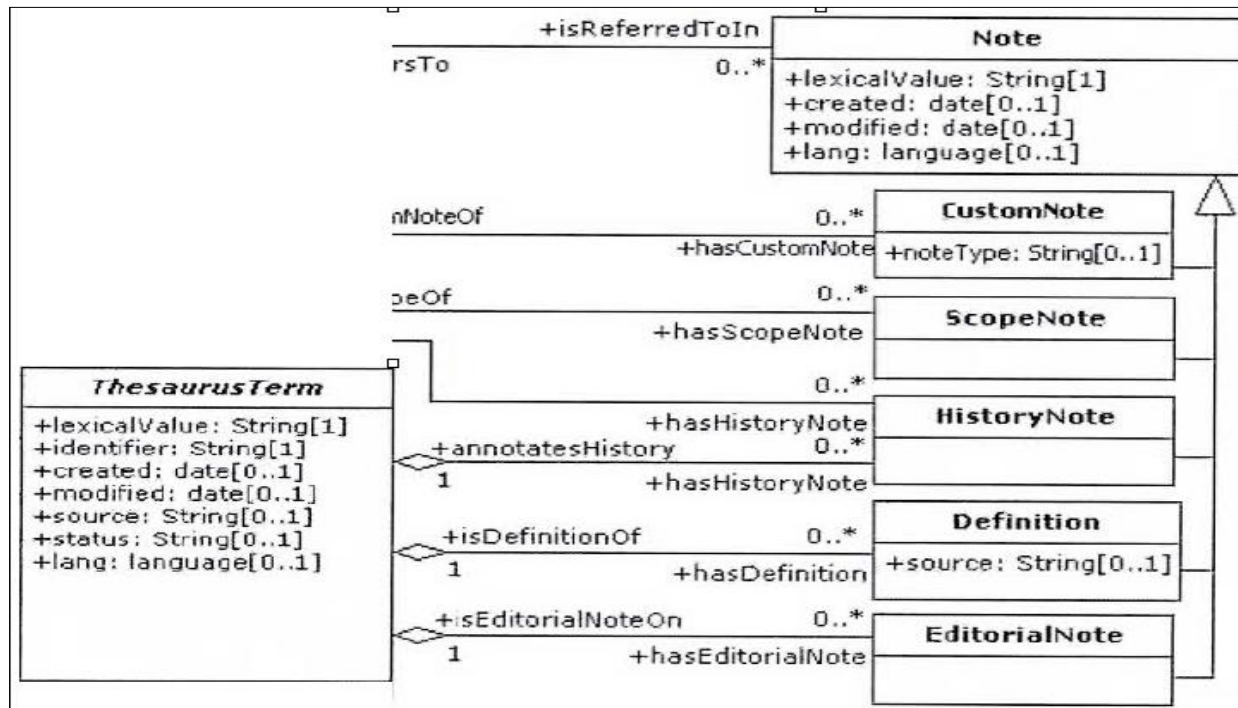 +isReferredToIn
rsTo
0..*
Note
+lexicalValue: String[1]
+created: date[0..1]
+modified: date[0..1]
+lang: language[0..1]
nNoteOf
0..*
+hasCustomNote
CustomNote
+noteType: String[0..1]
peOf
0..*
+hasScopeNote
ScopeNote
0..*
+hasHistoryNote
HistoryNote
ThesaurusTerm
+lexicalValue: String[1]
+identifier: String[1]
+created: date[0..1]
+modified: date[0..1]
+source: String[0..1]
+status: String[0..1]
+lang: language[0..1]
+annotatesHistory
0..*
1
+hasHistoryNote
+isDefinitionOf
0..*
1
+hasDefinition
Definition
+source: String[0..1]
+isEditorialNoteOn
0..*
1
+hasEditorialNote
EditorialNote